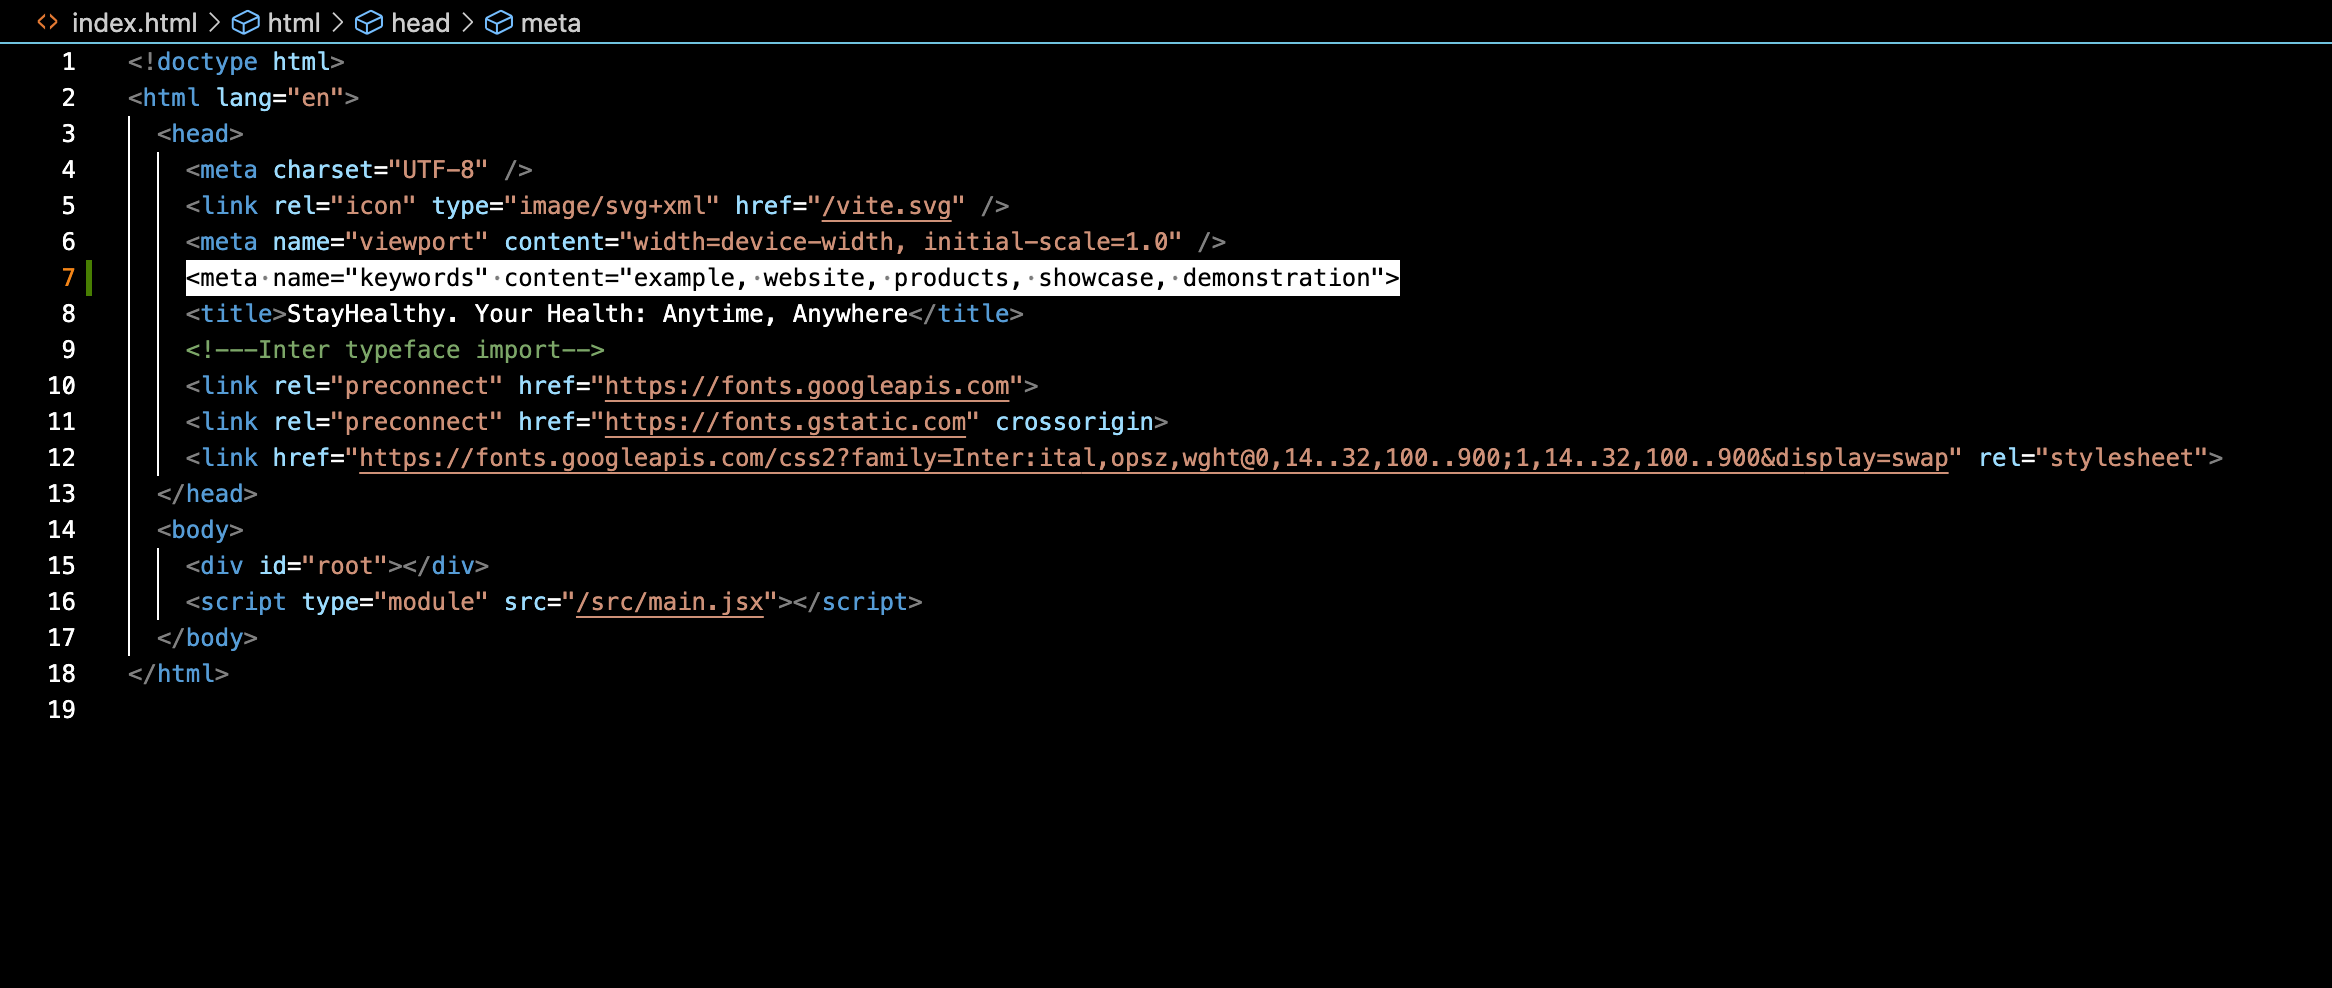 index.html > html > head > meta
1 <!doctype html>
2 <html lang="en">
3 <head>
4 <meta charset="UTF-8" />
5 <link rel="icon" type="image/svg+xml" href="/vite.svg" />
6 <meta name="viewport" content="width=device-width, initial-scale=1.0" />
7 <meta name="keywords" content="example, website, products, showcase, demonstration">
8 <title>StayHealthy. Your Health: Anytime, Anywhere</title>
9 <!---Inter typeface import-->
10 <link rel="preconnect" href="https://fonts.googleapis.com">
11 <link rel="preconnect" href="https://fonts.gstatic.com" crossorigin>
12 <link href="https://fonts.googleapis.com/css2?family=Inter:ital,opsz,wght@0,14..32,100..900;1,14..32,100..900&display=swap" rel="stylesheet">
13 </head>
14 <body>
15 <div id="root"></div>
16 <script type="module" src="/src/main.jsx"></script>
17 </body>
18 </html>
19